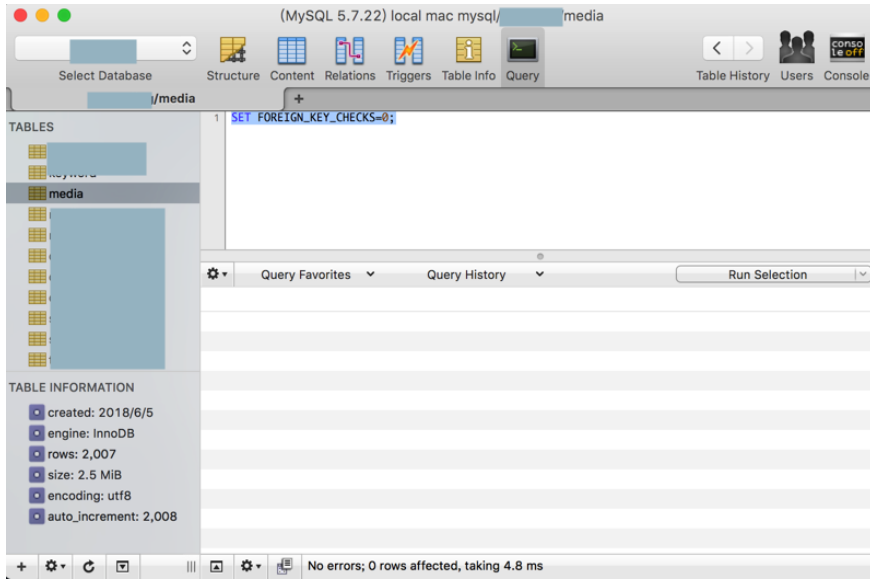 (MySQL 5.7.22) local mac mysql/ media
Select Database
Structure Content Relations Triggers Table Info Query
Table History Users Console
conso
le off
/media +
TABLES
media
TABLE INFORMATION
created: 2018/6/5
engine: InnoDB
rows: 2,007
size: 2.5 MiB
encoding: utf8
auto_increment: 2,008
1 SET FOREIGN_KEY_CHECKS=0;
Query Favorites
Query History
Run Selection
No errors; 0 rows affected, taking 4.8 ms